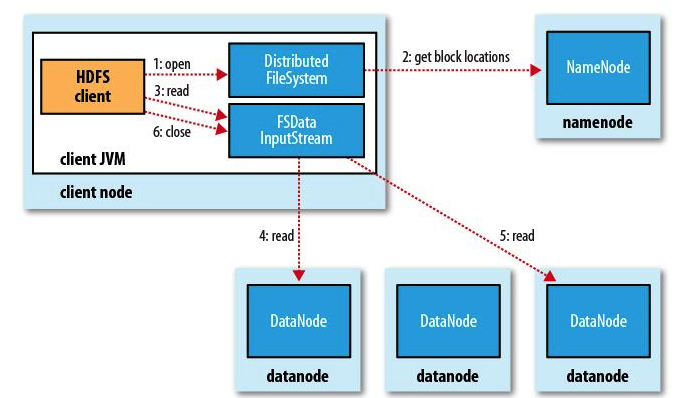 HDFS
client
1: open
3: read
6: close
Distributed
FileSystem
FSData
InputStream
client JVM
client node
2: get block locations
NameNode
namenode
4: read
5: read
DataNode
datanode
DataNode
datanode
DataNode
datanode